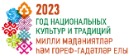 2023
ГОД НАЦИОНАЛЬНЫХ
КУЛЬТУР И ТРАДИЦИЙ
МИЛЛИ МӘДӘНИЯТЛӘР
ҺӘМ ГОРЕФ-ГАДӘТЛӘР ЕЛЫ